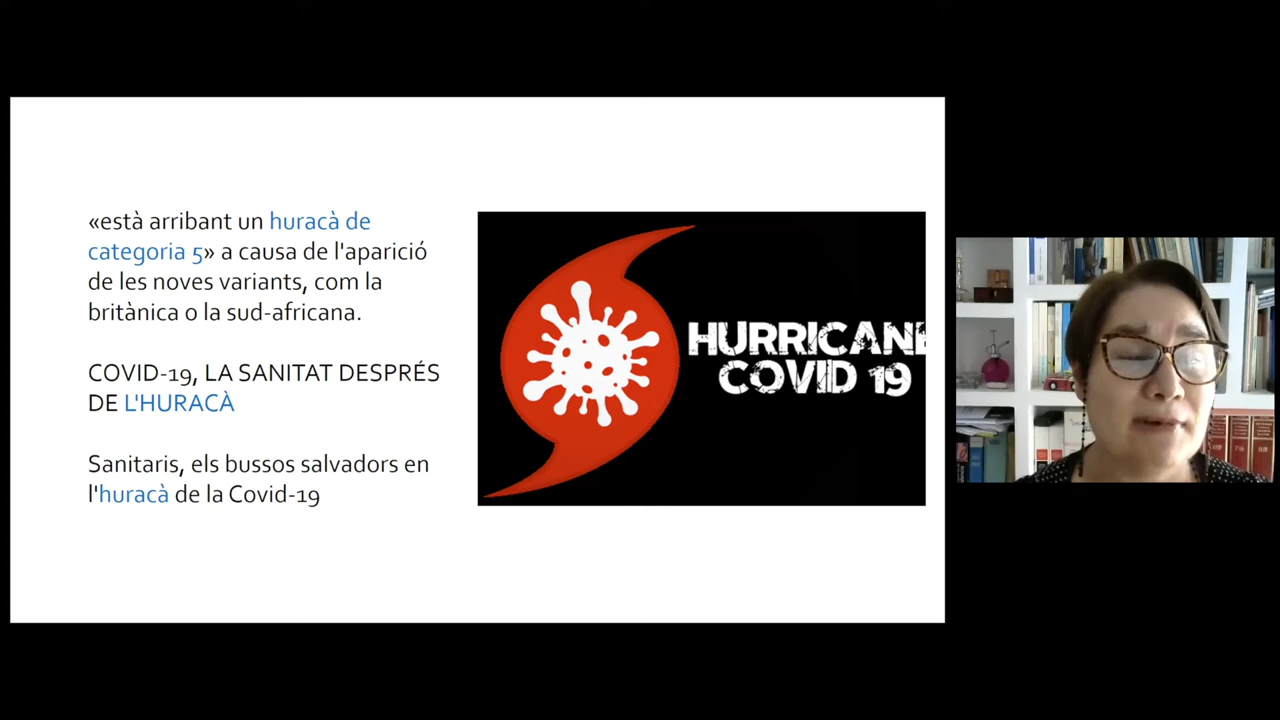 «està arribant un huracà de
categoria 5» a causa de l'aparició
de les noves variants, com la
britànica o la sud-africana.
COVID-19, LA SANITAT DESPRÉS
DE L'HURACÀ
Sanitaris, els bussos salvadors en
l'huracà de la Covid-19
HURRICANE
COVID 19